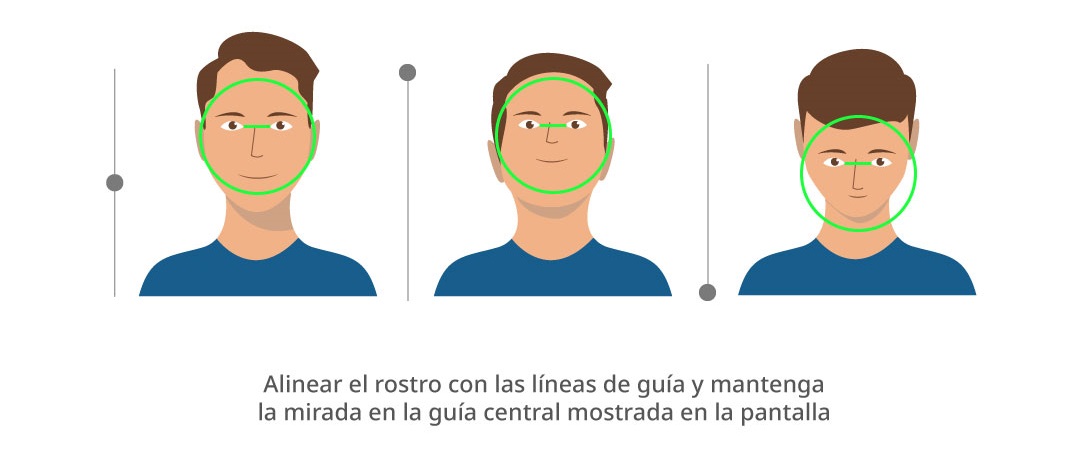 Alinear el rostro con las líneas de guía y mantenga
la mirada en la guía central mostrada en la pantalla